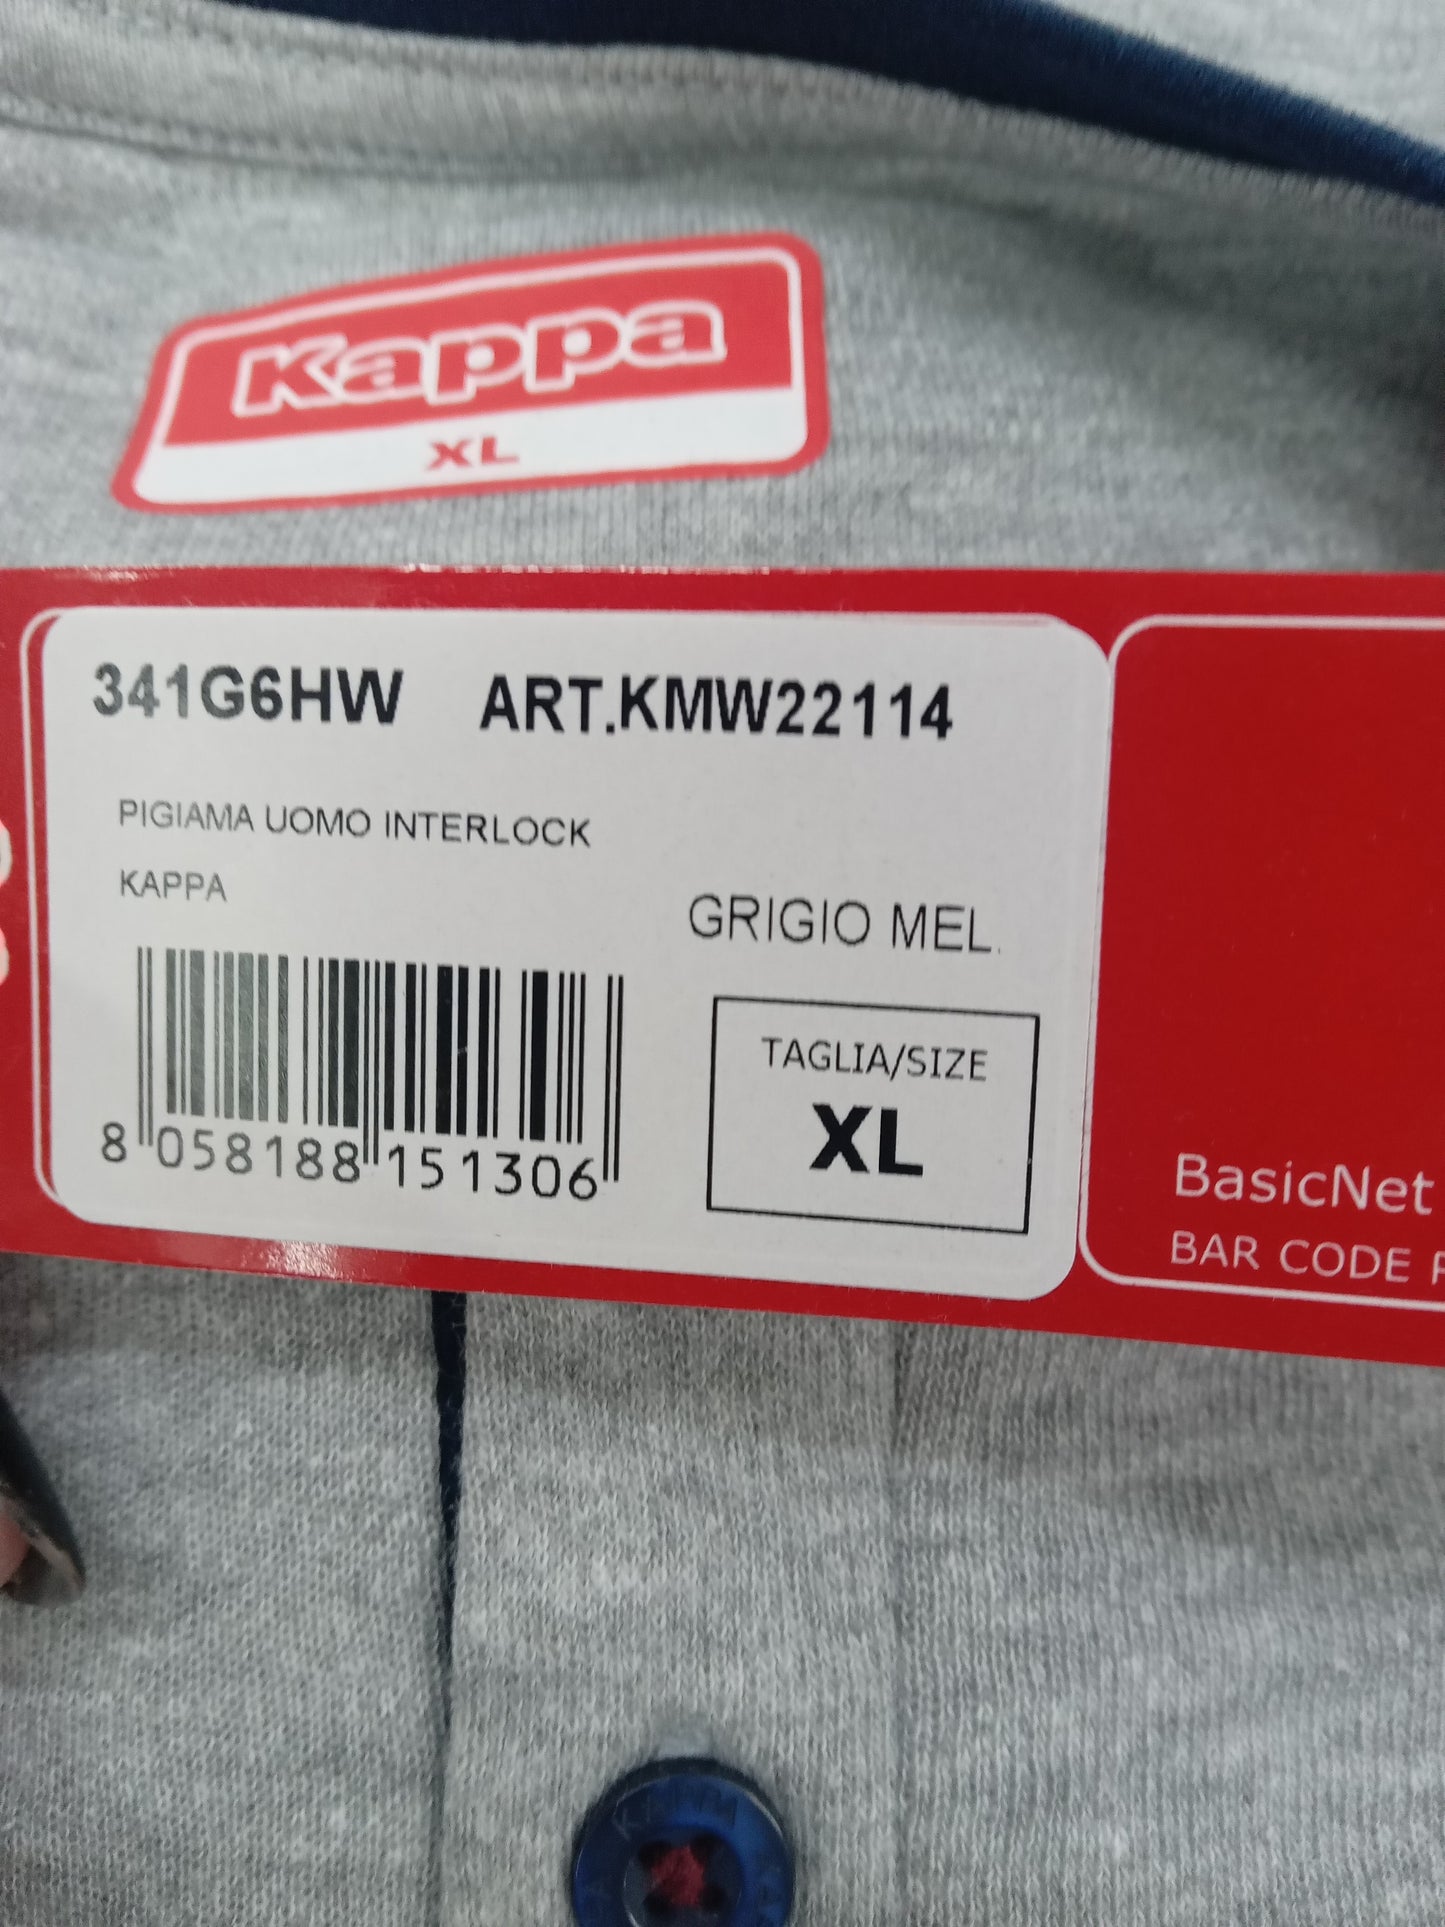 Kappa
XL
341G6HW ART.KMW22114
PIGIAMA UOMO INTERLOCK
KAPPA
GRIGIO MEL.
TAGLIA/SIZE
XL
8 058188 151306
BasicNet
BAR CODE